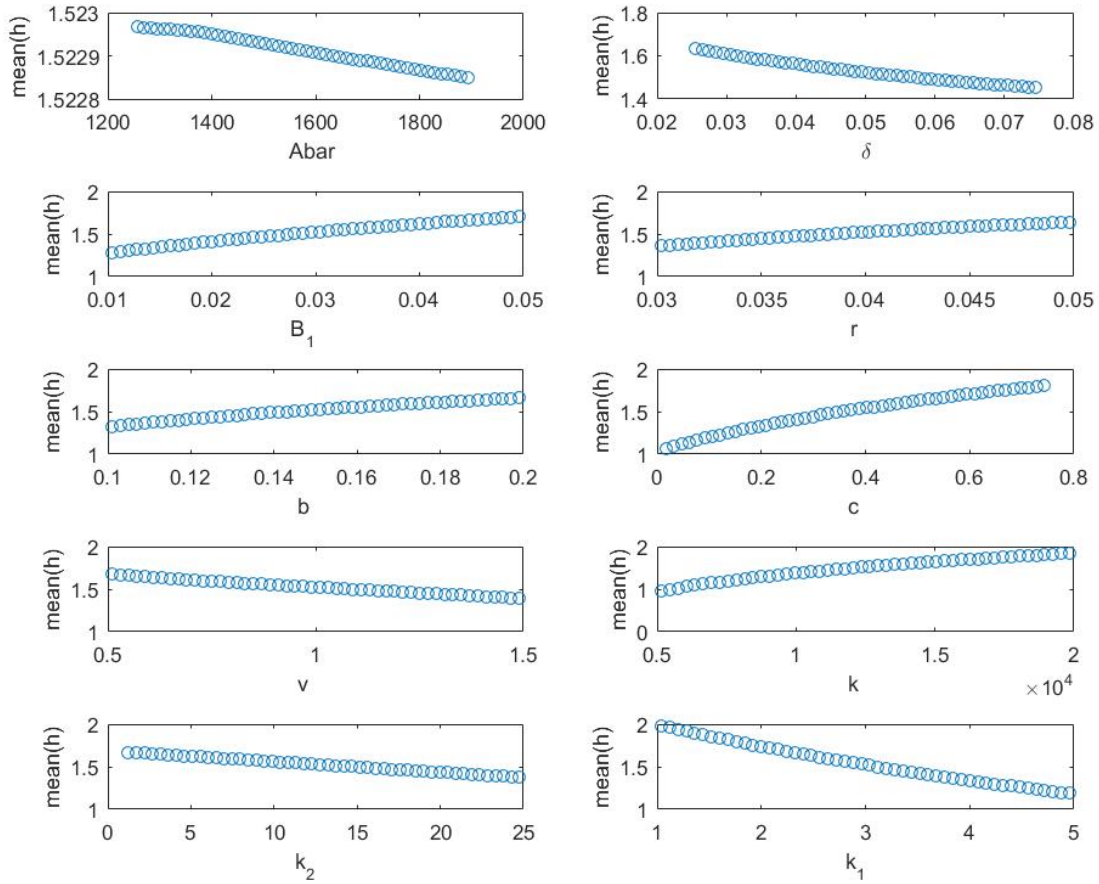 mean(h)
1.523
1.5229
1.5228
1200 1400 1600 1800 2000
Abar
mean(h)
1.8
1.6
1.4
0.02 0.03 0.04 0.05 0.06 0.07 0.08
δ
mean(h)
2
1.5
1
0.01 0.02 0.03 0.04 0.05
B_1
mean(h)
2
1.5
1
0.03 0.035 0.04 0.045 0.05
r
mean(h)
2
1.5
1
0.1 0.12 0.14 0.16 0.18 0.2
b
mean(h)
2
1.5
1
0 0.2 0.4 0.6 0.8
c
mean(h)
2
1.5
1
0.5 1 1.5
v
mean(h)
2
1
0
0.5 1 1.5 2
k
× 10^4
mean(h)
2
1.5
1
0 5 10 15 20 25
k_2
mean(h)
2
1.5
1
1 2 3 4 5
k_1